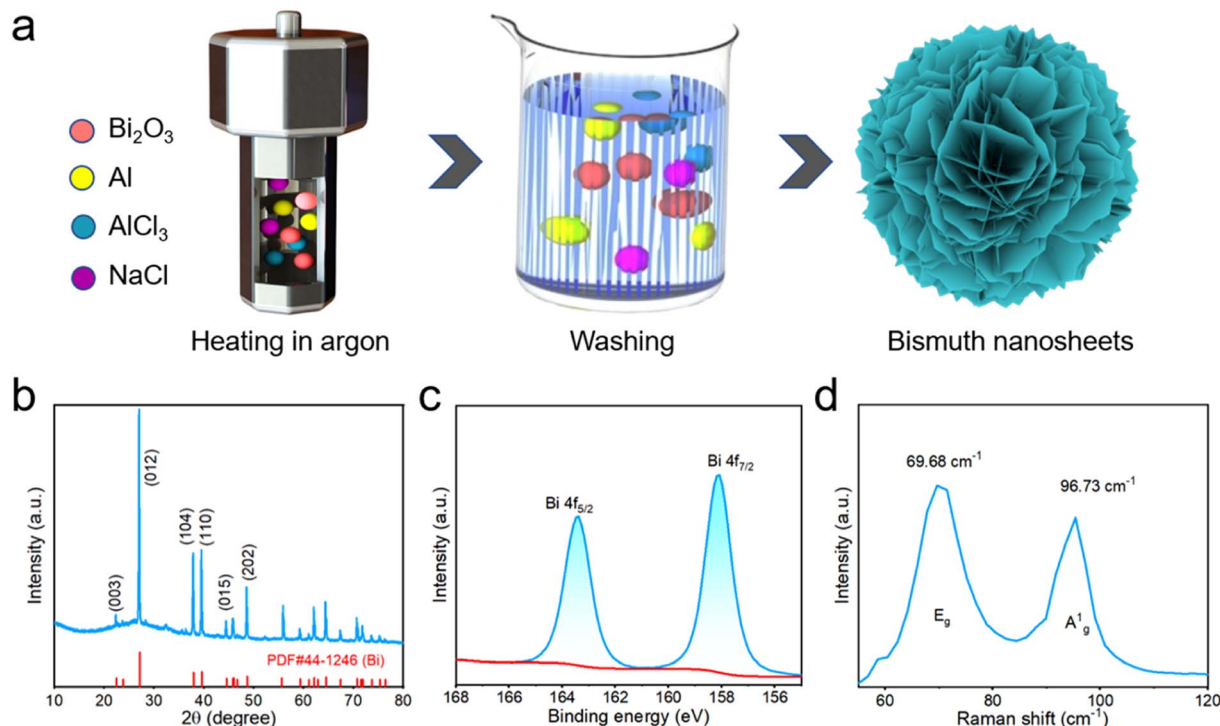 a
Bi₂O₃
Al
AlCl₃
NaCl
Heating in argon
Washing
Bismuth nanosheets
b
Intensity (a.u.)
(003)
(012)
(104)
(110)
(015)
(202)
PDF#44-1246 (Bi)
10 20 30 40 50 60 70 80
2θ (degree)
c
Intensity (a.u.)
Bi 4f₅/₂
Bi 4f₇/₂
168 166 164 162 160 158 156
Binding energy (eV)
d
Intensity (a.u.)
69.68 cm⁻¹
96.73 cm⁻¹
E_g
A¹_g
60 80 100 120
Raman shift (cm⁻¹)